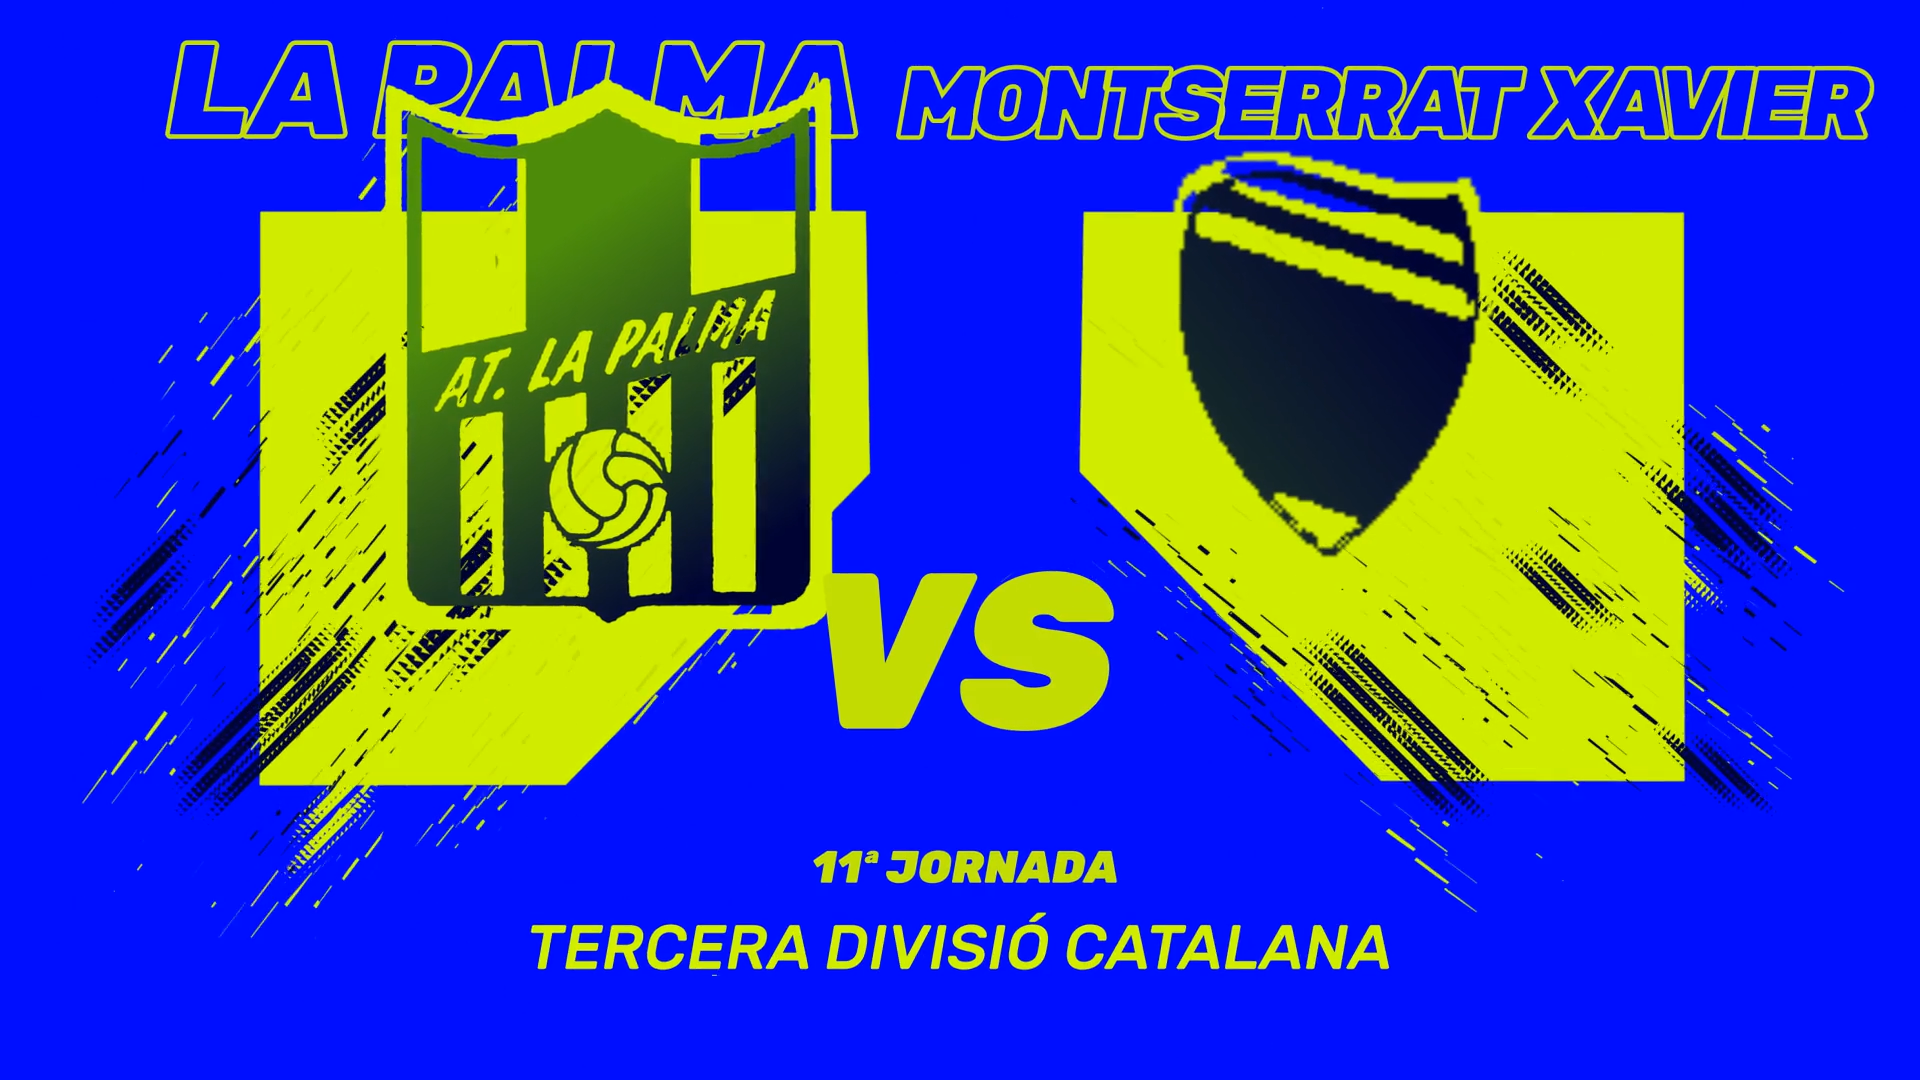 LA PALMA
MONTSERRAT XAVIER
AT. LA PALMA
VS
11ª JORNADA
TERCERA DIVISIÓ CATALANA